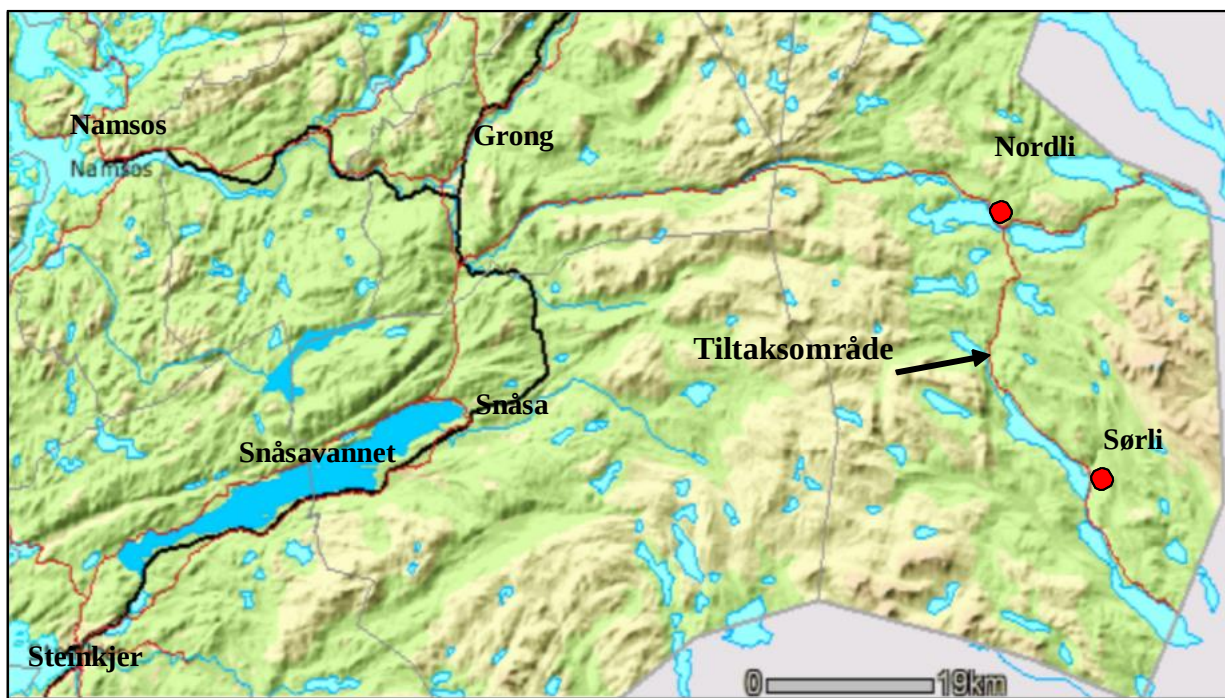 Namsos
Namsos
Grong
Nordli
Tiltaksområde
Snåsa
Snåsavannet
Sørli
Steinkjer
0 19km